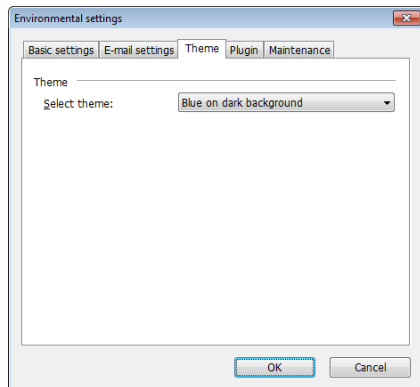 Environmental settings
Basic settings E-mail settings Theme Plugin Maintenance
Theme
Select theme: Blue on dark background
OK Cancel